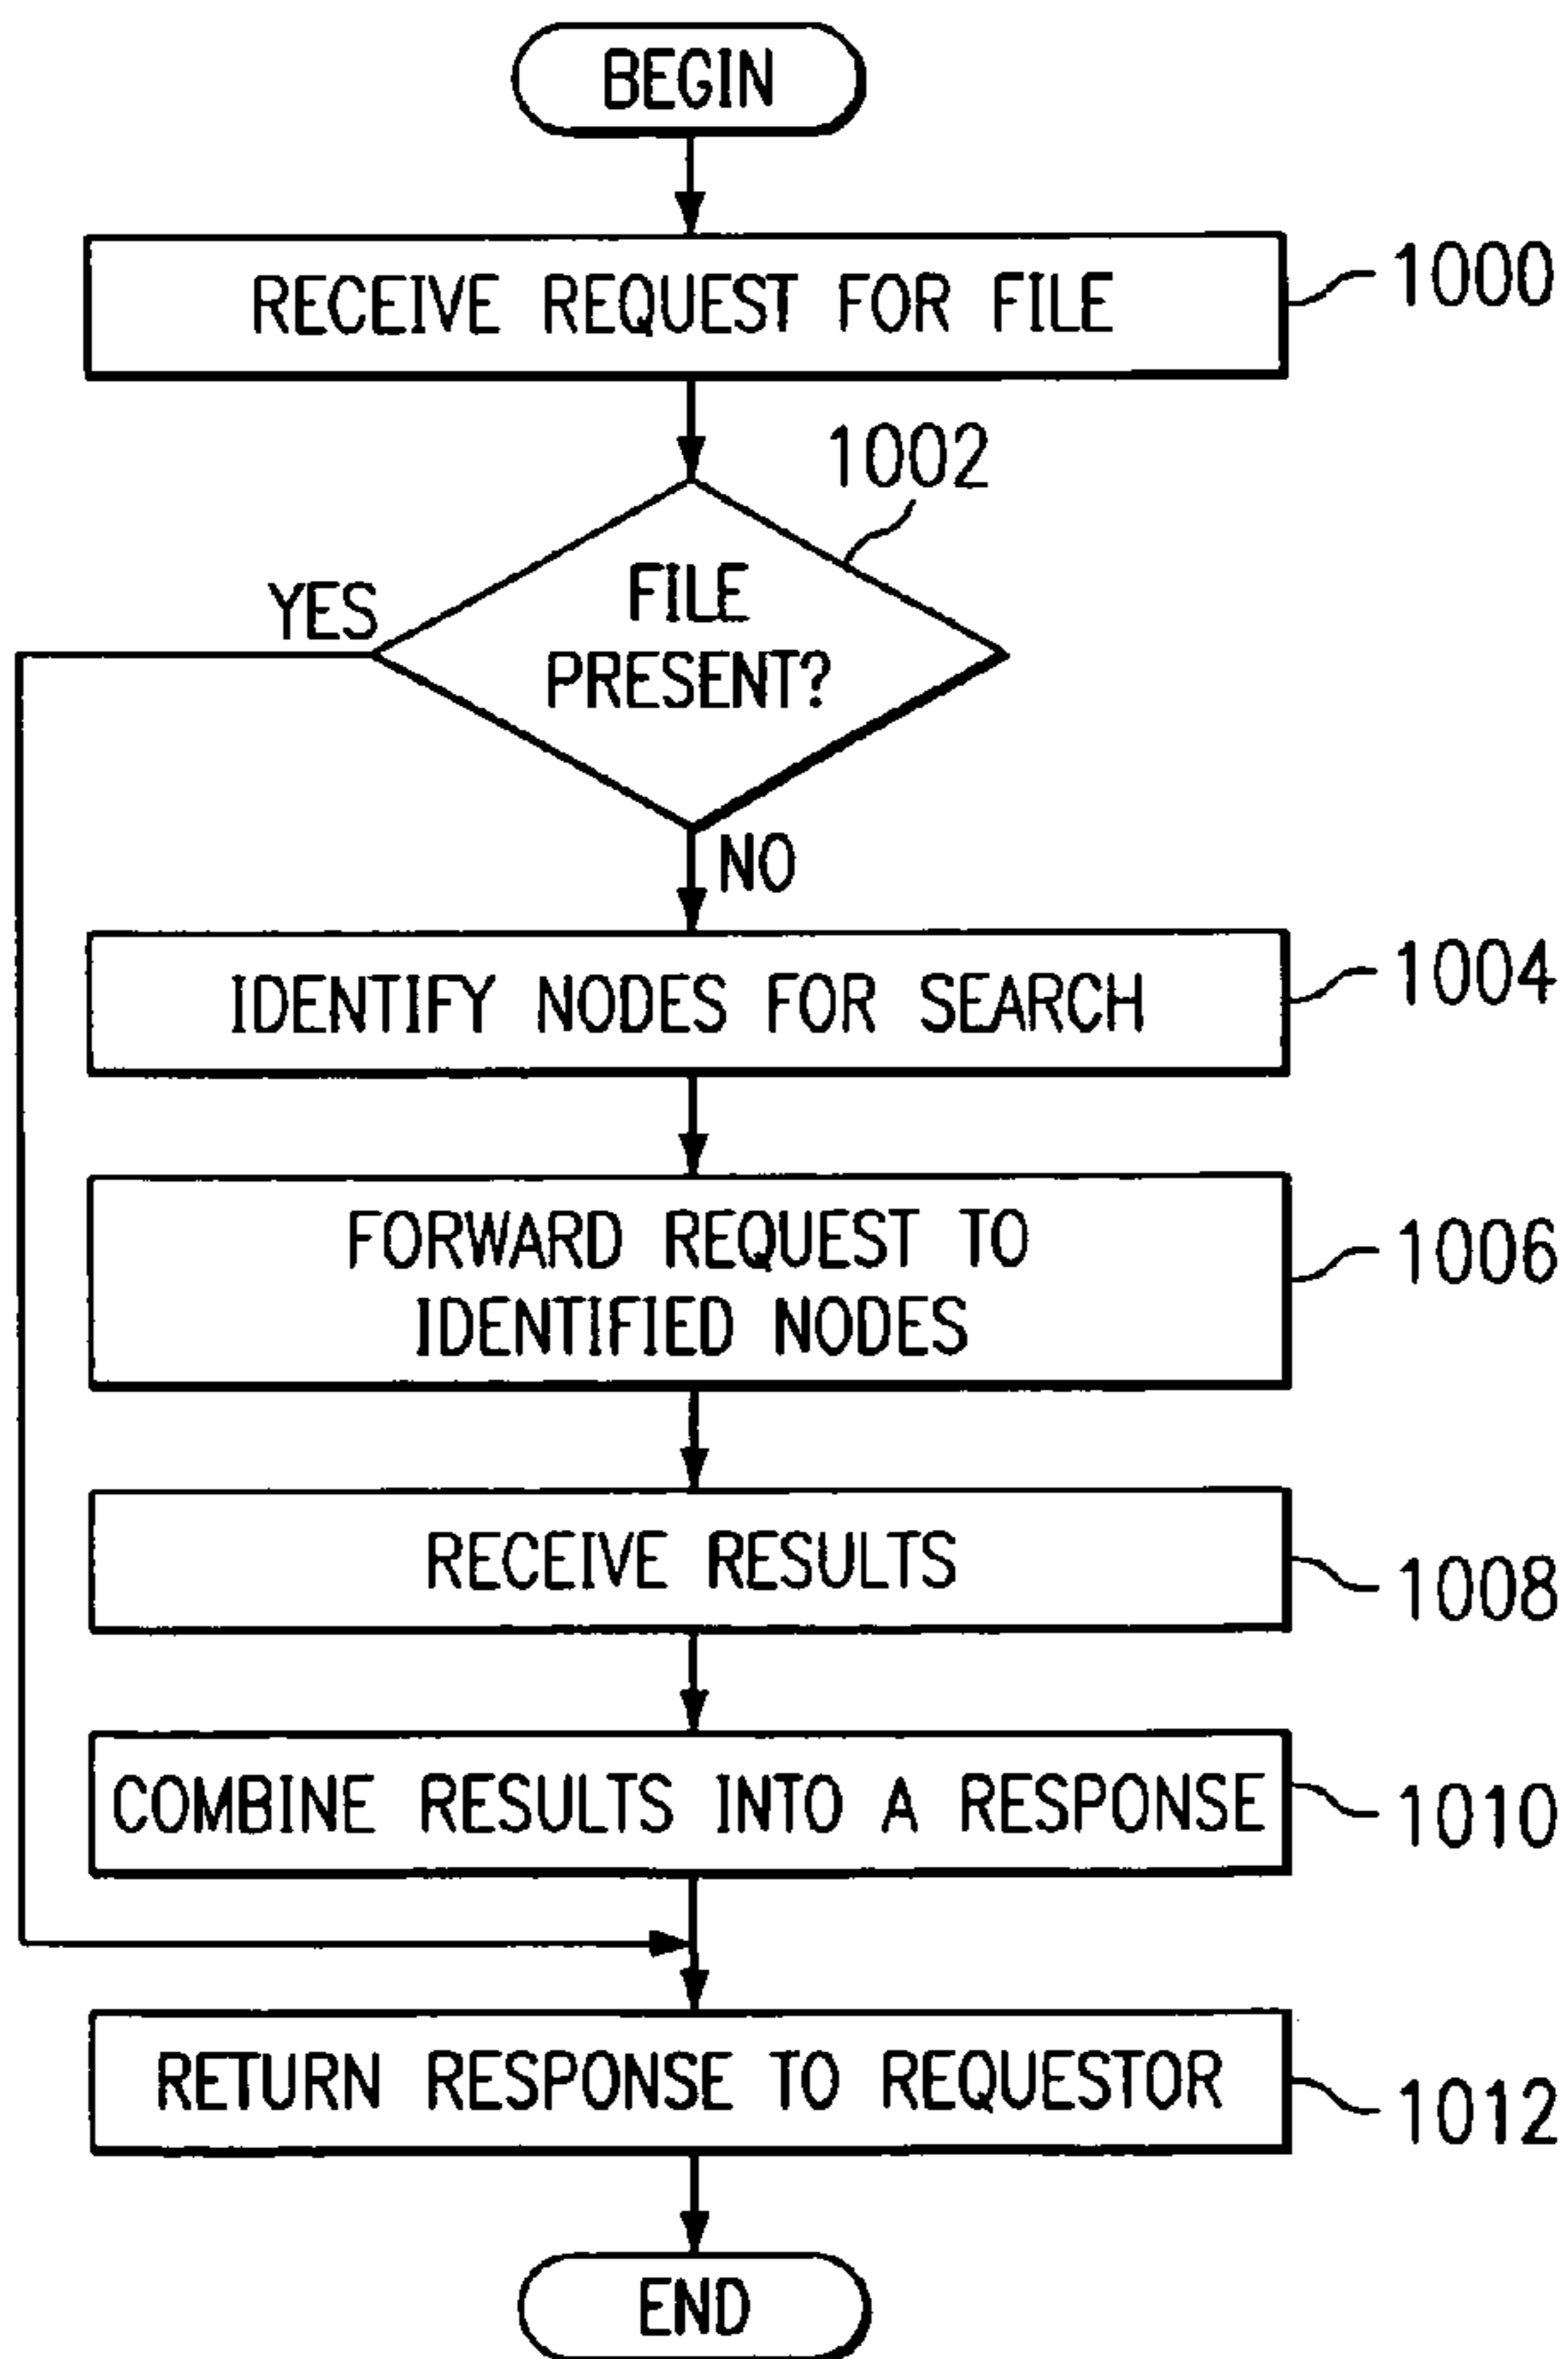 BEGIN
RECEIVE REQUEST FOR FILE
1000
1002
FILE
PRESENT?
YES
NO
IDENTIFY NODES FOR SEARCH
1004
FORWARD REQUEST TO
IDENTIFIED NODES
1006
RECEIVE RESULTS
1008
COMBINE RESULTS INTO A RESPONSE
1010
RETURN RESPONSE TO REQUESTOR
1012
END